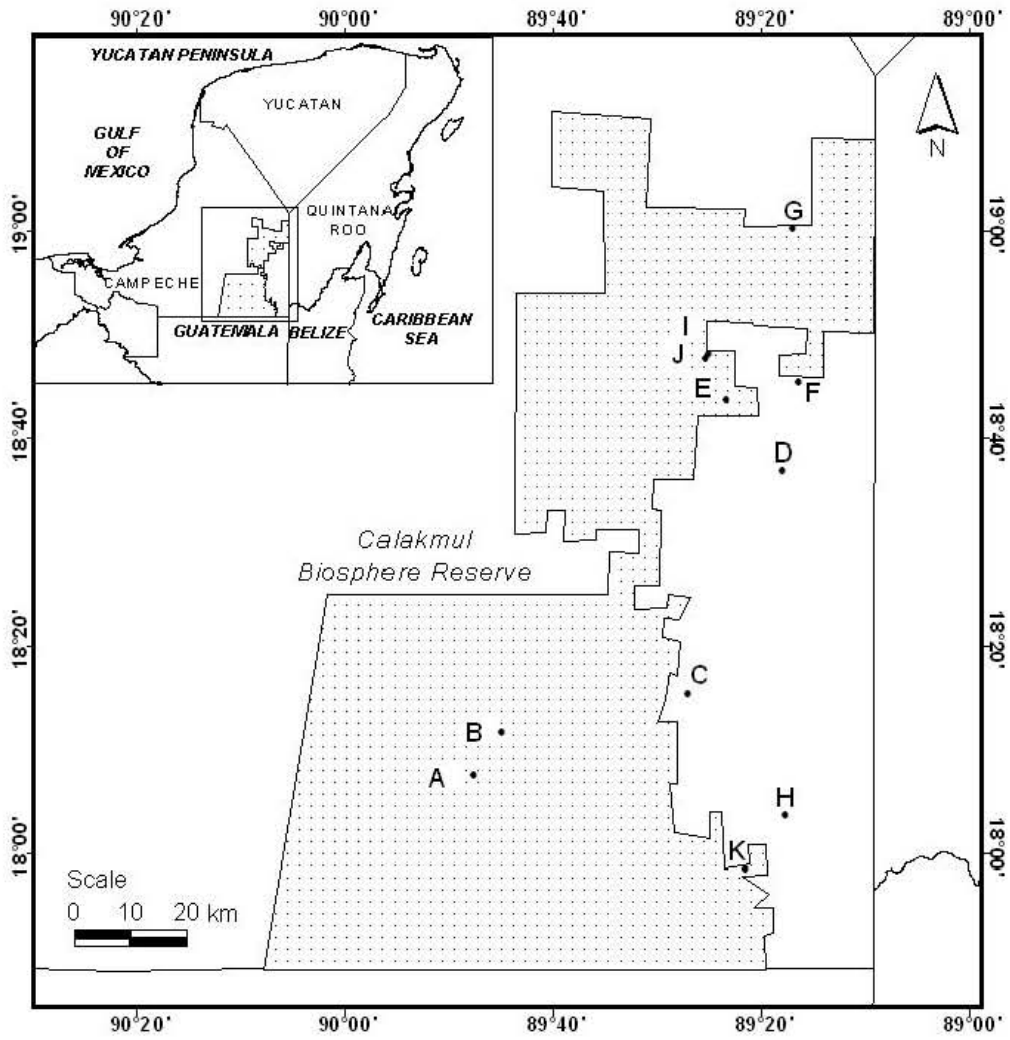 90°20' 90°00' 89°40' 89°20' 89°00'
YUCATAN PENINSULA
YUCATAN
GULF
OF
MEXICO
QUINTANA
ROO
CAMPECHE
GUATEMALA BELIZE
CARIBBEAN
SEA
N
G
19°00' 19°00'
I
J
E
F
18°40' 18°40'
D
Calakmul
Biosphere Reserve
18°20' 18°20'
C
B
A
H
K
18°00' 18°00'
Scale
0 10 20 km
90°20' 90°00' 89°40' 89°20' 89°00'